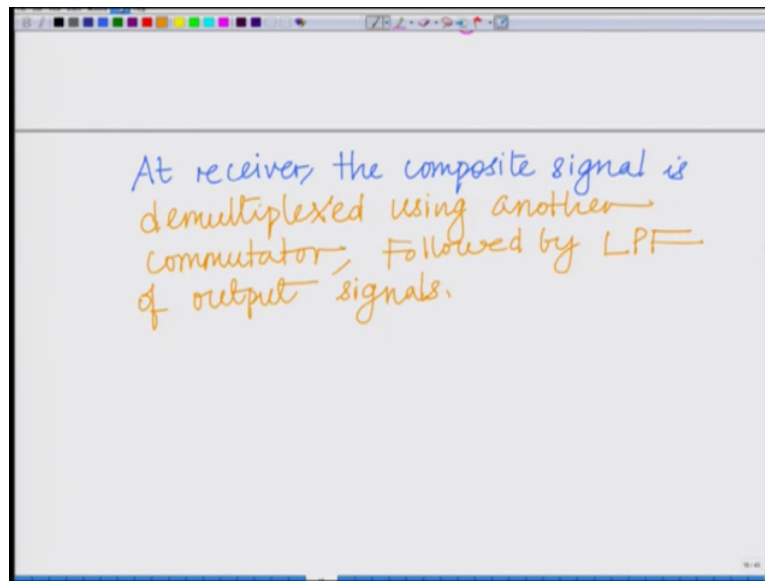 At receiver, the composite signal is
demultiplexed using another
commutator, Followed by LPF
of output signals.